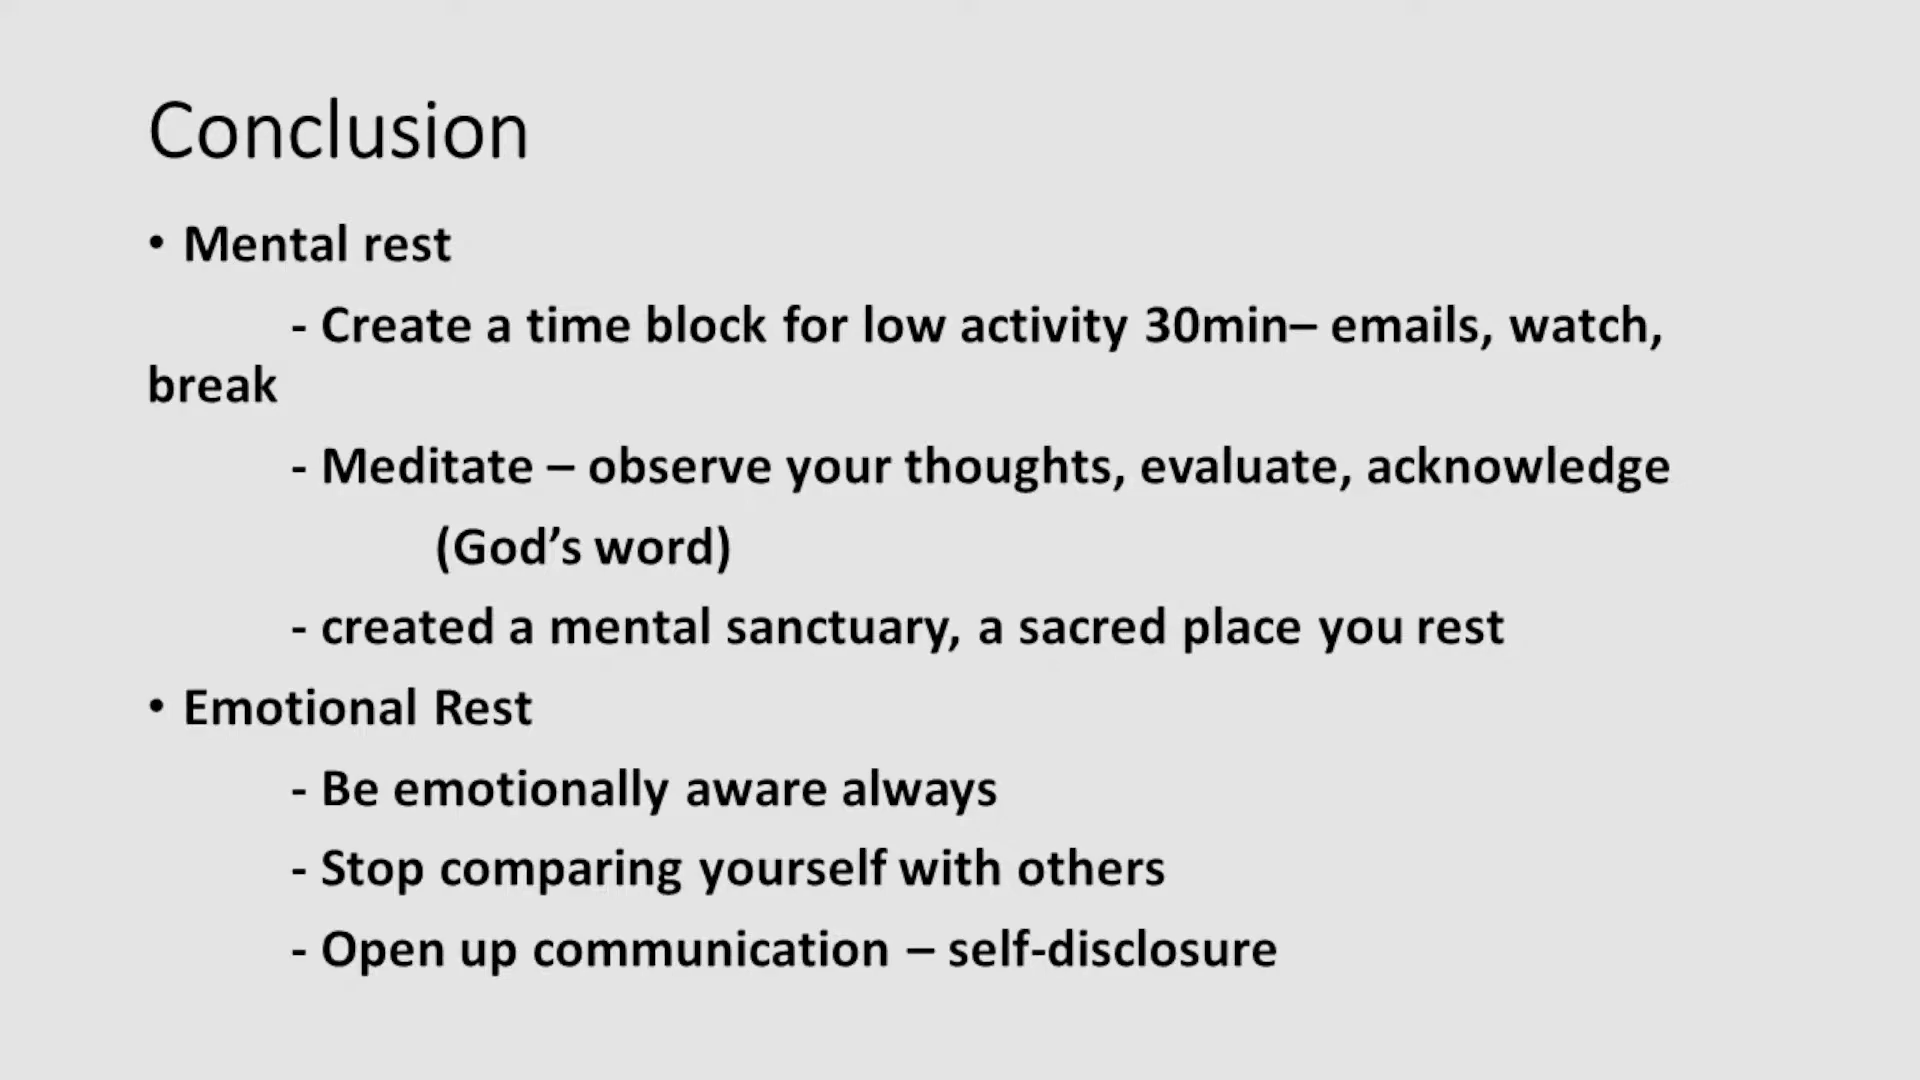 Conclusion
• Mental rest
- Create a time block for low activity 30min– emails, watch,
break
- Meditate – observe your thoughts, evaluate, acknowledge
(God’s word)
- created a mental sanctuary, a sacred place you rest
• Emotional Rest
- Be emotionally aware always
- Stop comparing yourself with others
- Open up communication – self-disclosure